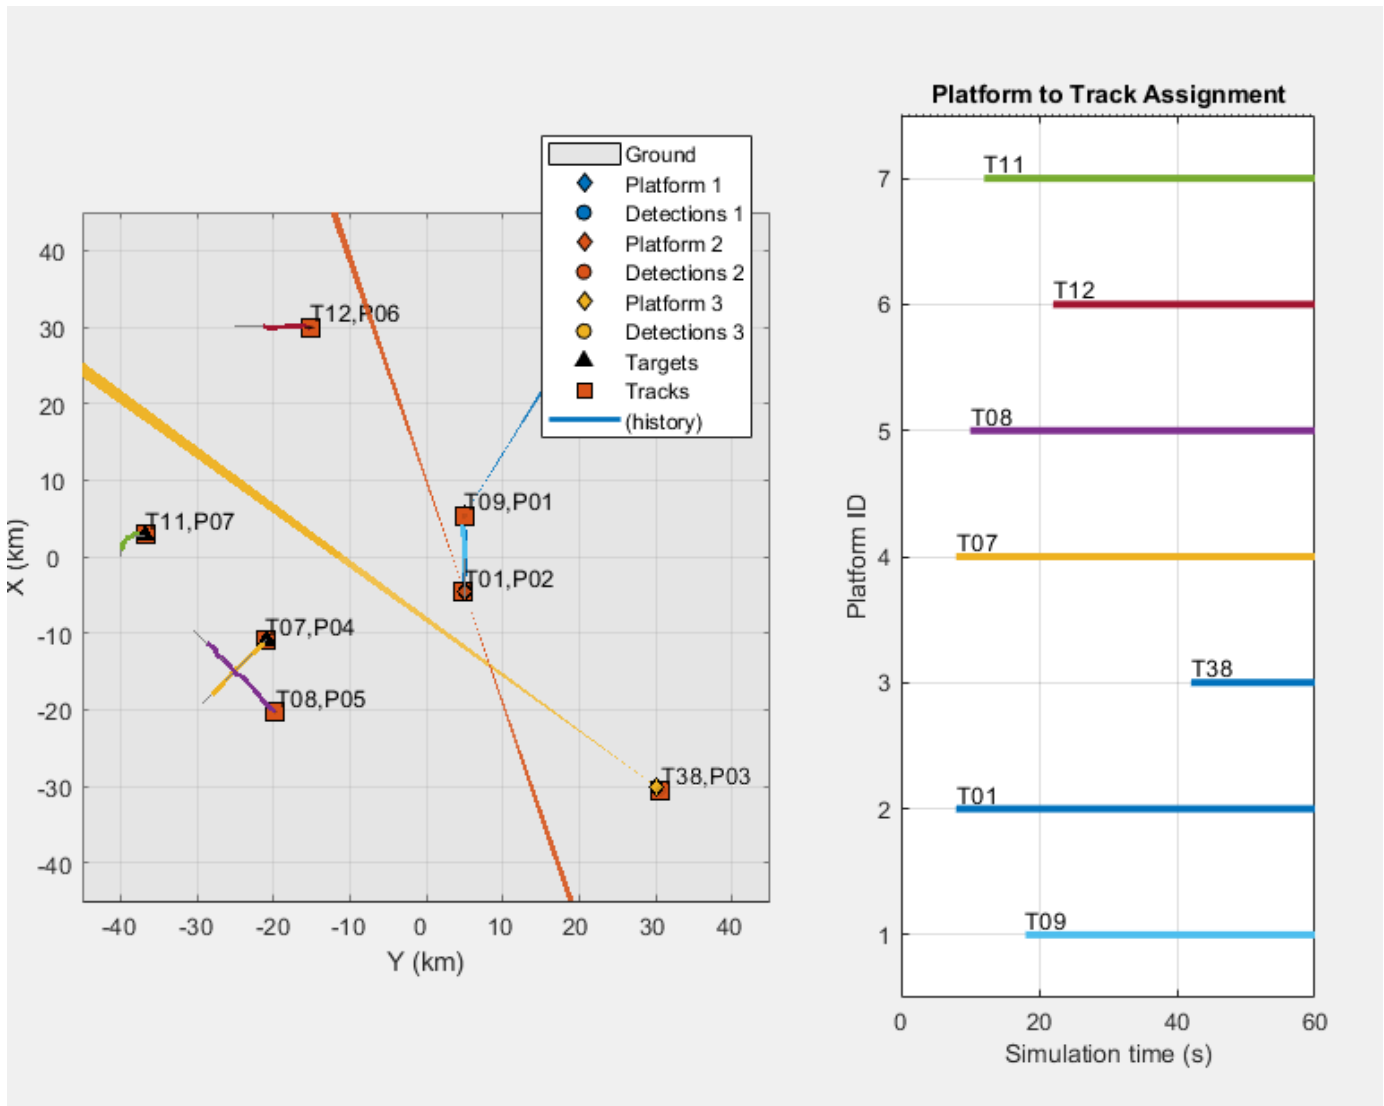 Platform to Track Assignment
Ground
Platform 1
Detections 1
Platform 2
Detections 2
Platform 3
Detections 3
Targets
Tracks
(history)
40
30
20
10
0
-10
-20
-30
-40
X (km)
T12,P06
T09,P01
T11,P07
T01,P02
T07,P04
T08,P05
T38,P03
-40
-30
-20
-10
0
10
20
30
40
Y (km)
7
6
5
4
3
2
1
Platform ID
T11
T12
T08
T07
T38
T01
T09
0
20
40
60
Simulation time (s)